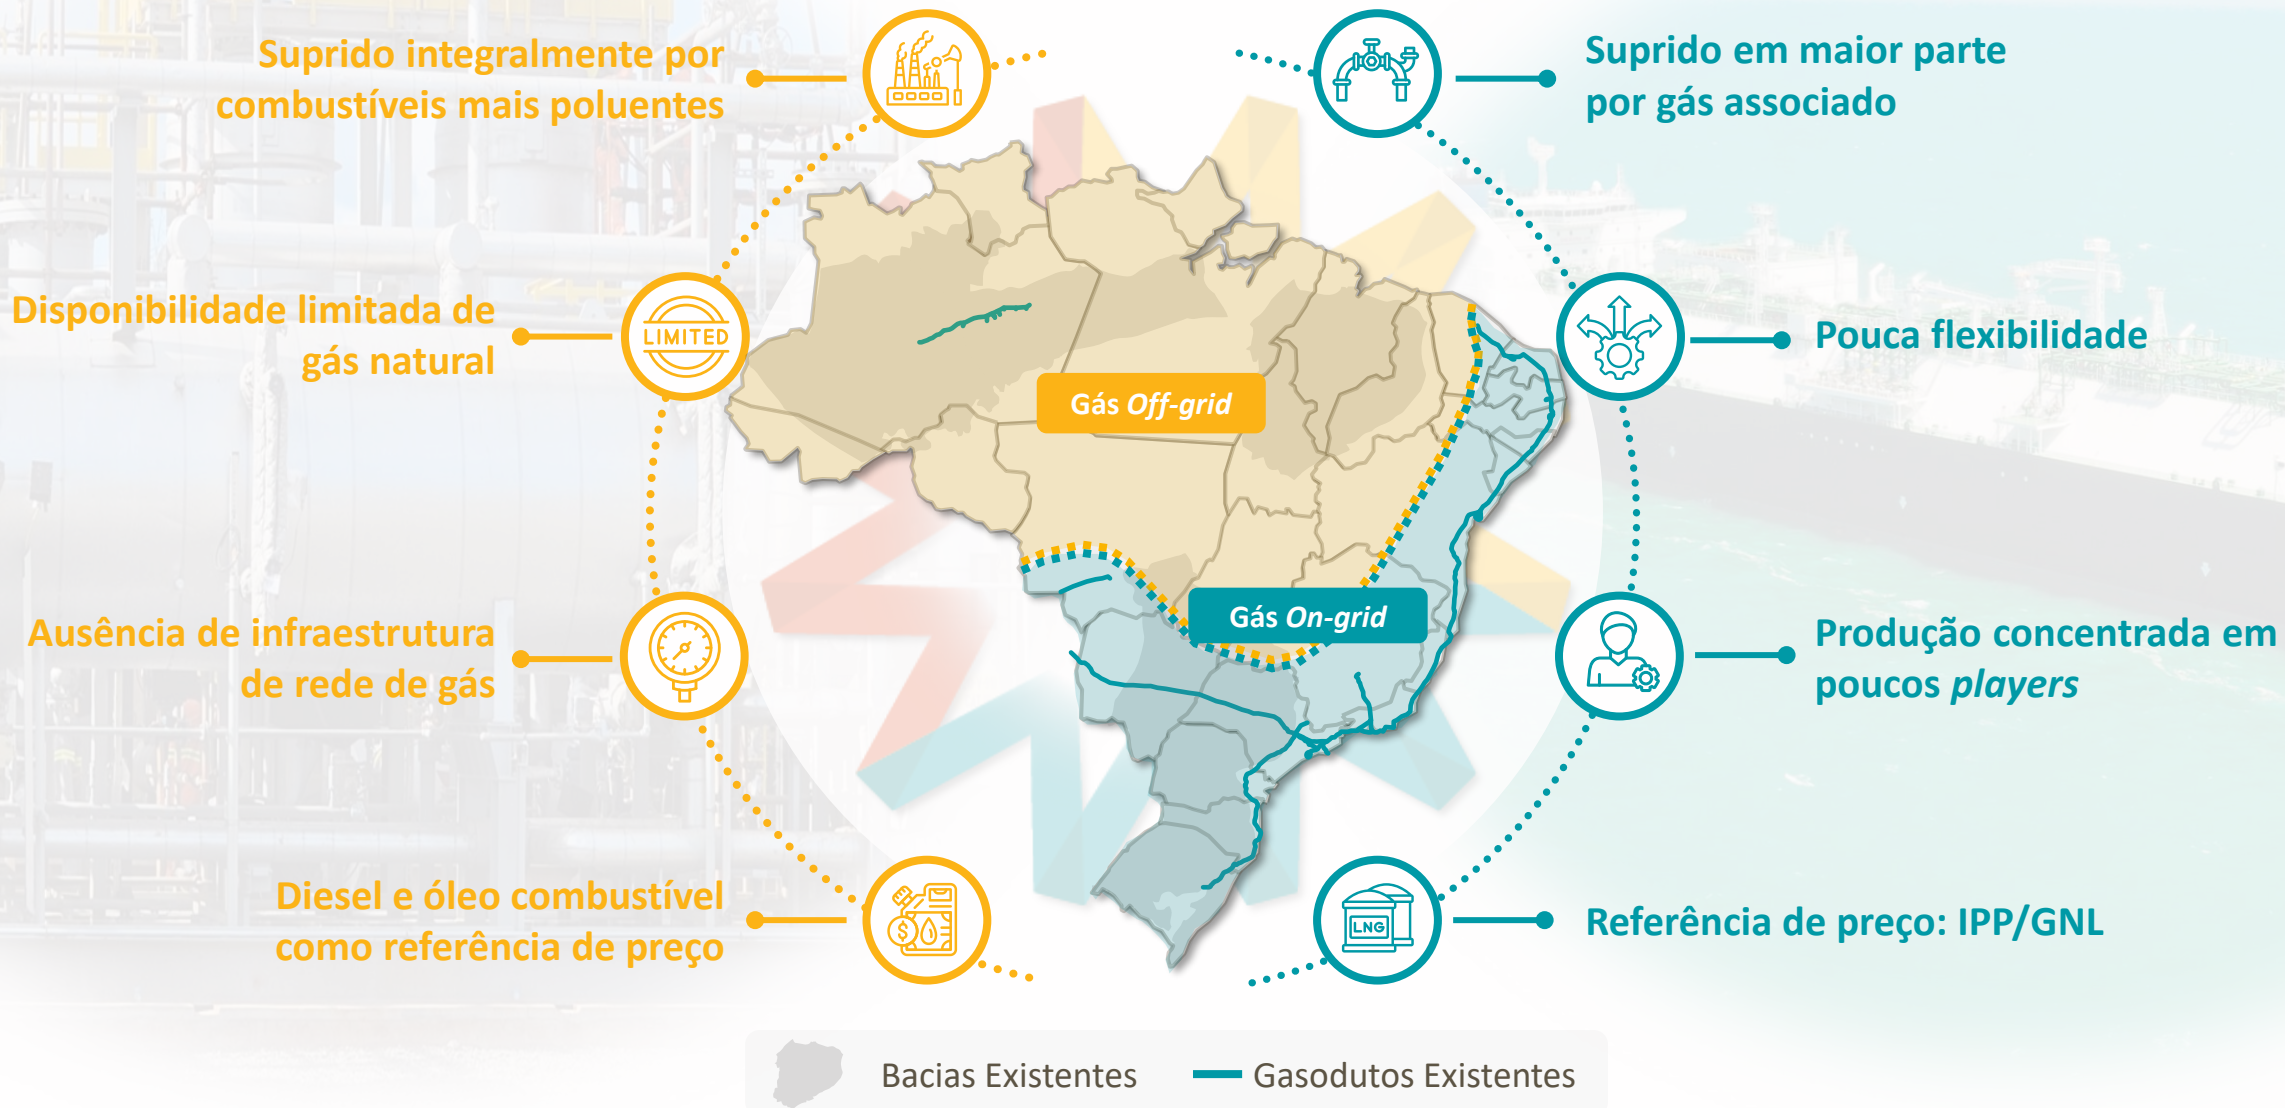 Suprido integralmente por
combustíveis mais poluentes
Disponibilidade limitada de
gás natural
LIMITED
Ausência de infraestrutura
de rede de gás
Diesel e óleo combustível
como referência de preço
$
Gás Off-grid
Gás On-grid
Suprido em maior parte
por gás associado
Pouca flexibilidade
Produção concentrada em
poucos players
LNG
Referência de preço: IPP/GNL
Bacias Existentes
Gasodutos Existentes